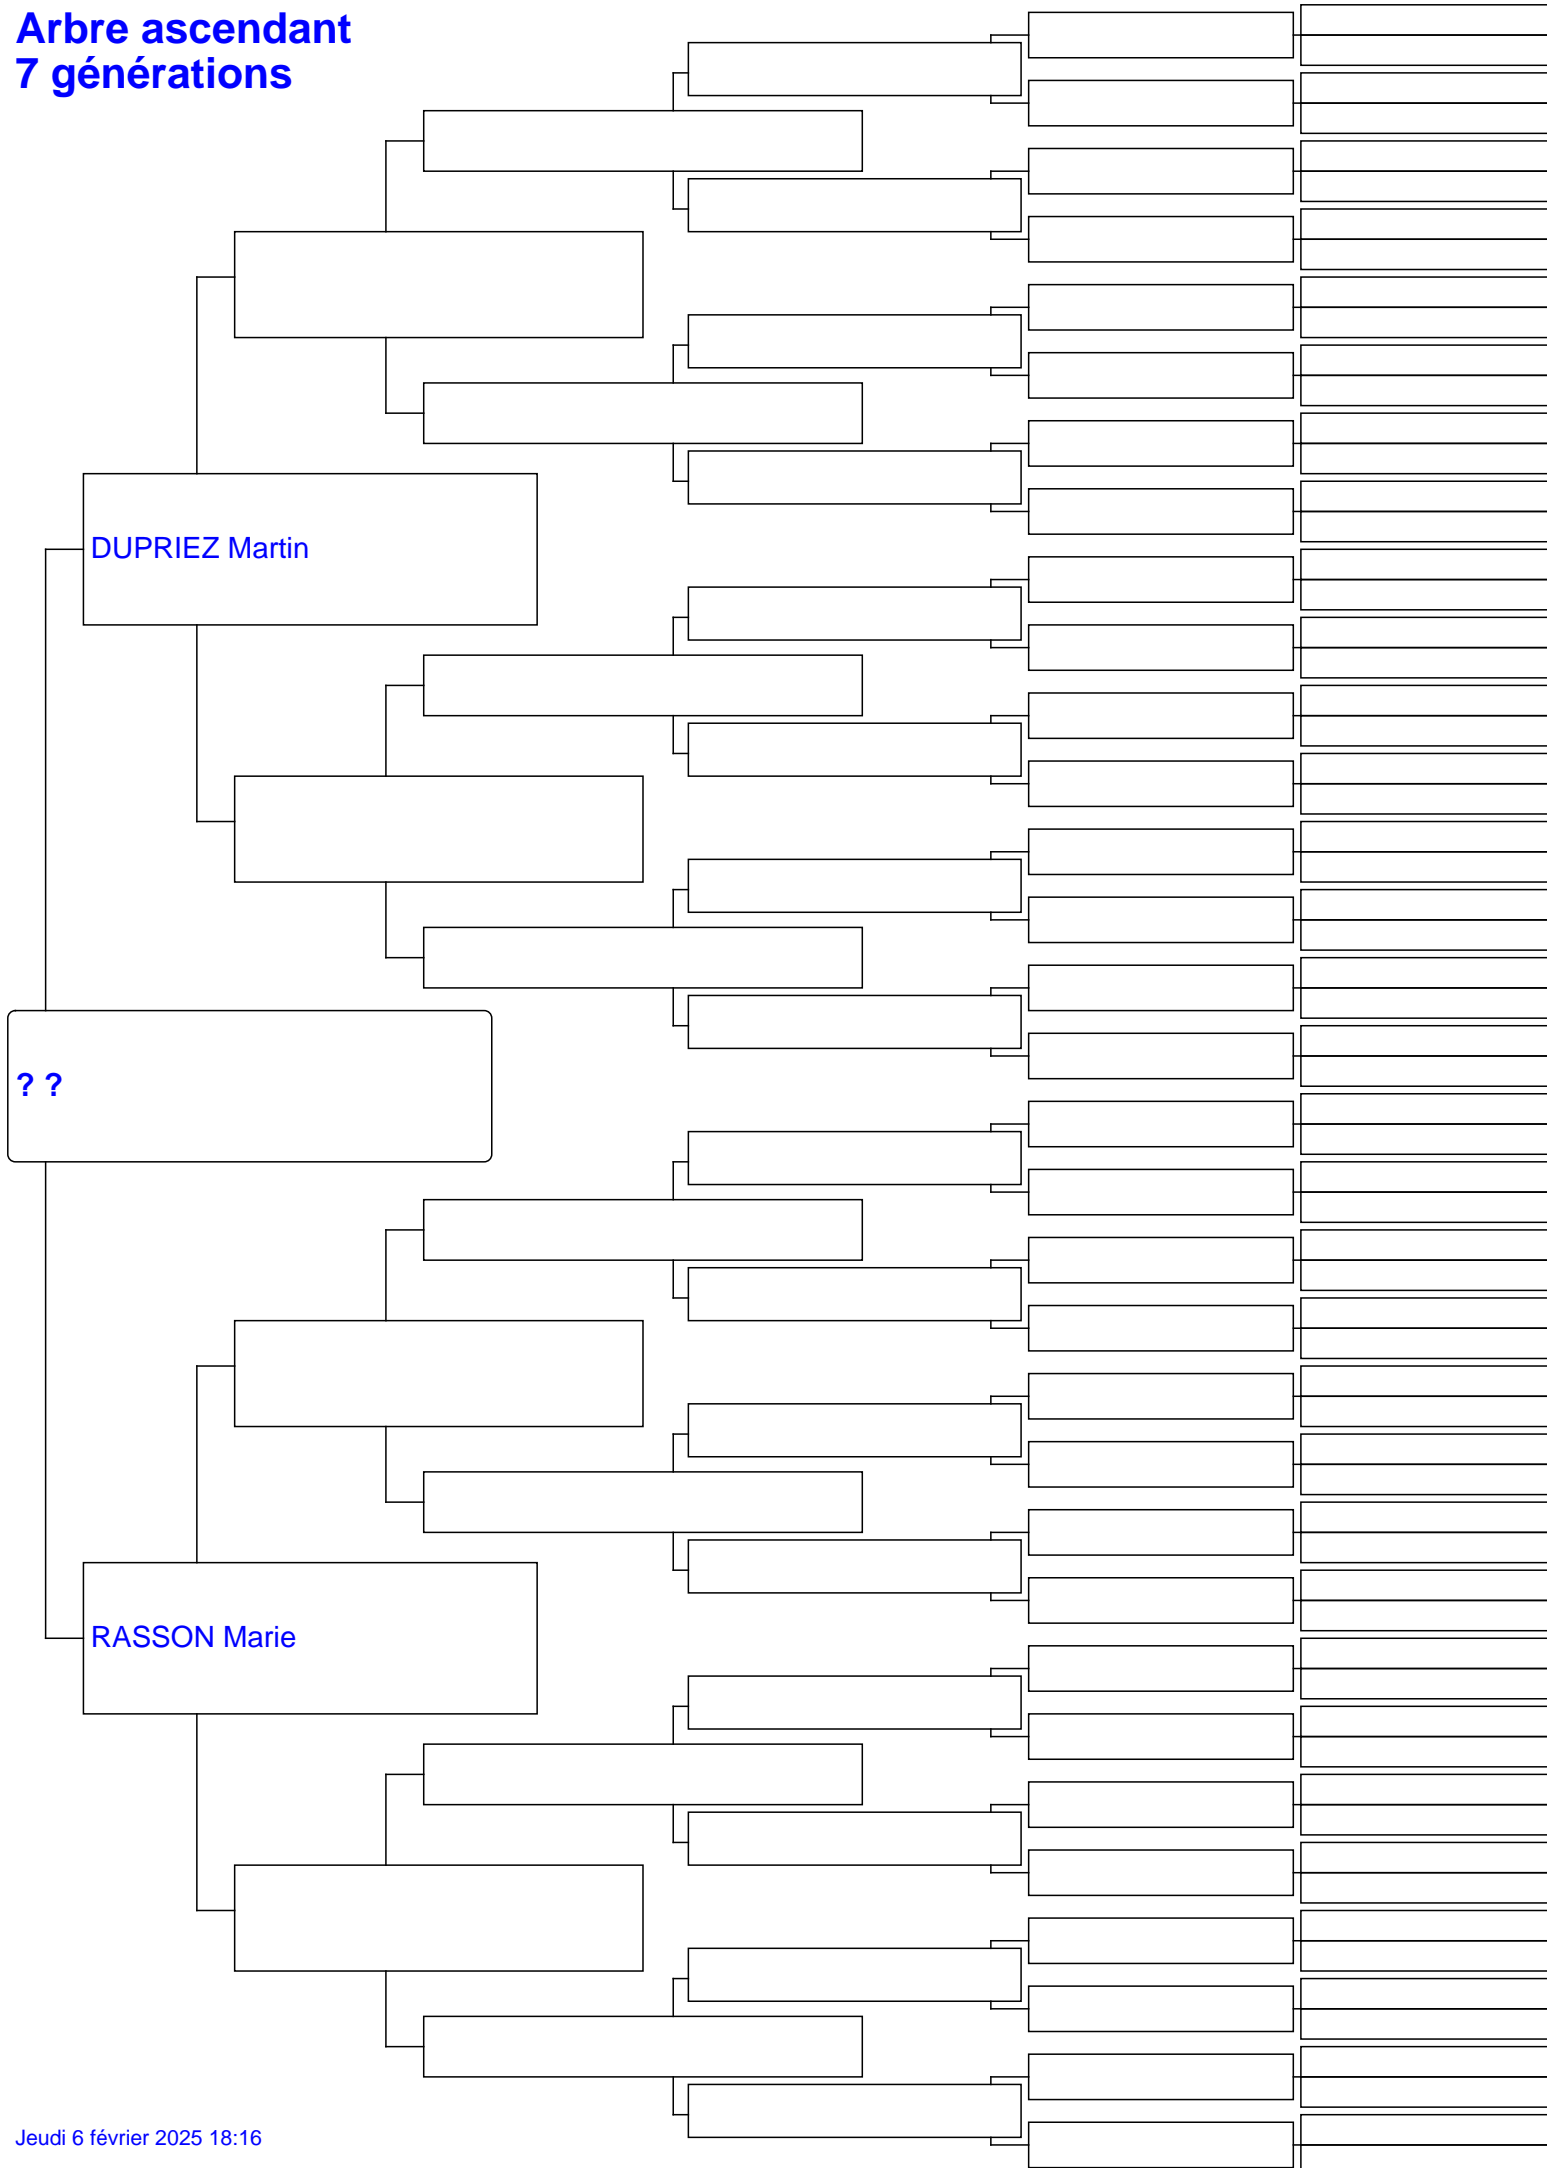 Arbre ascendant
7 générations
DUPRIEZ Martin
? ?
RASSON Marie
Jeudi 6 février 2025 18:16